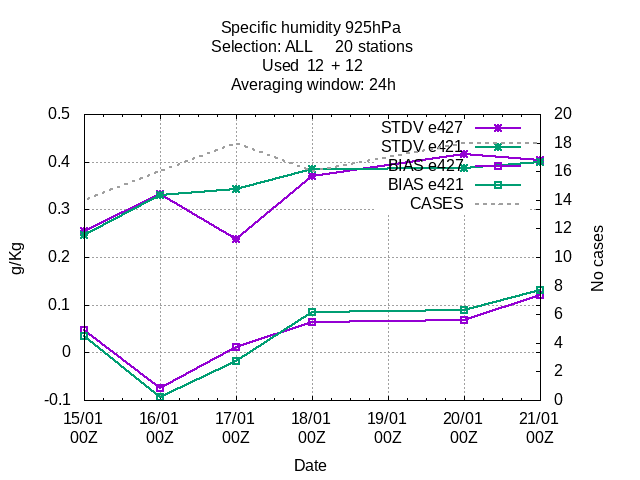 Specific humidity 925hPa
Selection: ALL     20 stations
Used  12 + 12
Averaging window: 24h
0.5
0.4
0.3
0.2
0.1
0
-0.1
g/Kg
STDV e427
STDV e421
BIAS e427
BIAS e421
CASES
20
18
16
14
12
10
8
6
4
2
0
No cases
15/01 16/01 17/01 18/01 19/01 20/01 21/01
00Z 00Z 00Z 00Z 00Z 00Z 00Z
Date